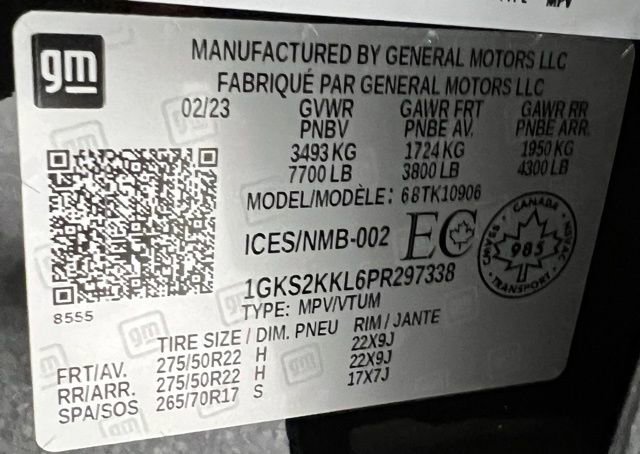 gm
MANUFACTURED BY GENERAL MOTORS LLC
FABRIQUÉ PAR GENERAL MOTORS LLC
02/23 GVWR GAWR FRT GAWR RR
PNBV PNBE AV. PNBE ARR.
3493 KG 1724 KG 1950 KG
7700 LB 3800 LB 4300 LB
MODEL/MODÈLE: 68TK10906
ICES/NMB-002 EC
CANADA
985
TRANSPORT
1GKS2KKL6PR297338
8555
TYPE: MPV/VTUM
TIRE SIZE / DIM. PNEU RIM / JANTE
FRT/AV. 275/50R22 H 22X9J
RR/ARR. 275/50R22 H 22X9J
SPA/SOS 265/70R17 S 17X7J